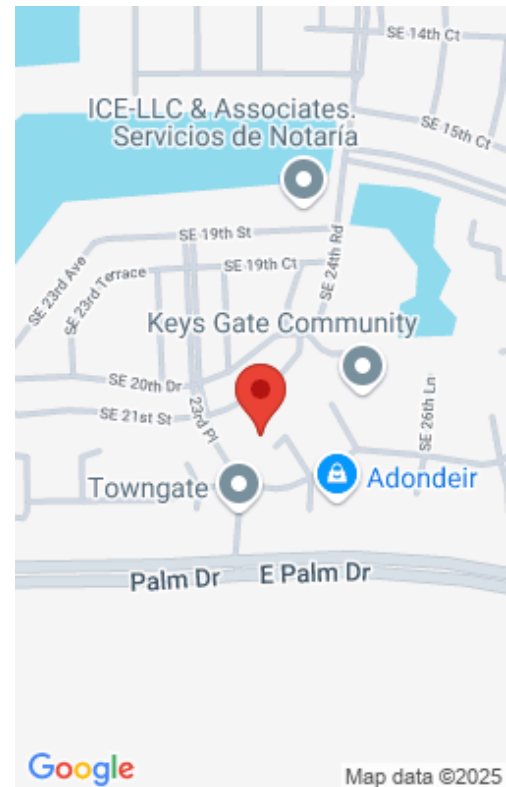 SE 14th Ct
ICE-LLC & Associates.
Servicios de Notaría
SE 15th Ct
SE 19th St
SE 24th Rd
SE 23rd Ave
SE 23rd Terrace
SE 19th Ct
Keys Gate Community
SE 20th Dr
SE 21st St
23rd Pl
SE 26th Ln
Towngate
Adondeir
Palm Dr
E Palm Dr
Google
Map data ©2025